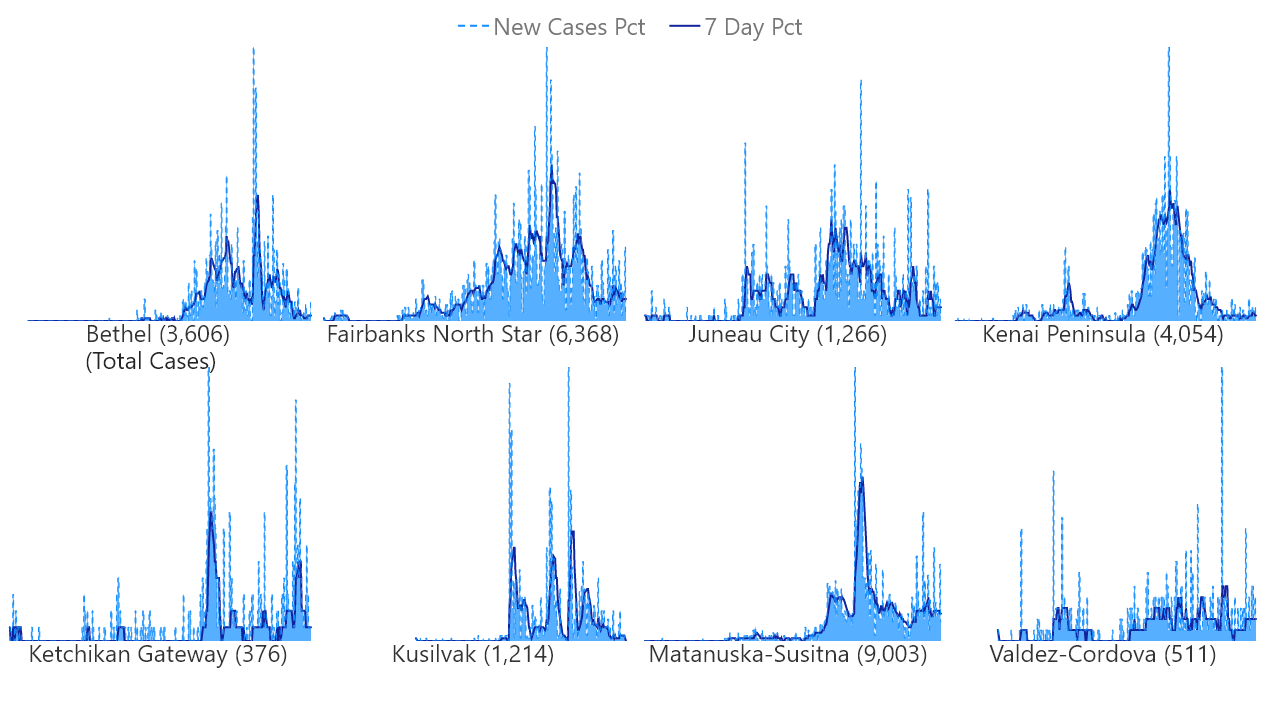 New Cases Pct 7 Day Pct
Bethel (3,606) Fairbanks North Star (6,368) Juneau City (1,266) Kenai Peninsula (4,054)
(Total Cases)
Ketchikan Gateway (376) Kusilvak (1,214) Matanuska-Susitna (9,003) Valdez-Cordova (511)